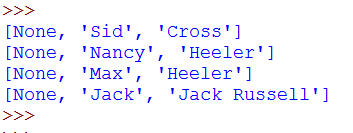 >>>
[None, 'Sid', 'Cross']
[None, 'Nancy', 'Heeler']
[None, 'Max', 'Heeler']
[None, 'Jack', 'Jack Russell']
>>>